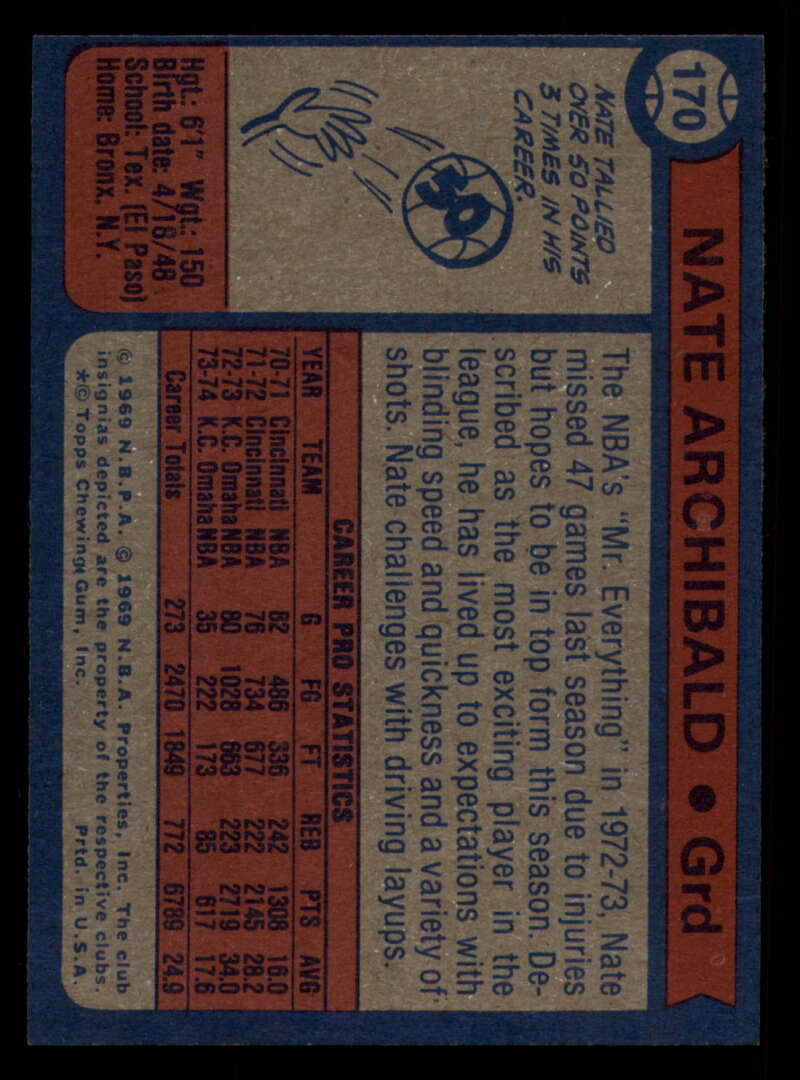 170
NATE ARCHIBALD ● Grd
NATE TALLIED
OVER 50 POINTS
3 TIMES IN HIS
CAREER.
50
Hgt.: 6'1" Wgt.: 150
Birth date: 4/18/48
School: Tex. (El Paso)
Home: Bronx, N.Y.
The NBA's "Mr. Everything" in 1972-73, Nate
missed 47 games last season due to injuries
but hopes to be in top form this season. De-
scribed as the most exciting player in the
league, he has lived up to expectations with
blinding speed and quickness and a variety of
shots. Nate challenges with driving layups.
CAREER PRO STATISTICS
YEAR TEAM G FG FT REB PTS AVG
70-71 Cincinnati NBA 82 486 336 242 1308 16.0
71-72 Cincinnati NBA 76 734 677 222 2145 28.2
72-73 K.C. Omaha NBA 80 1028 663 223 2719 34.0
73-74 K.C. Omaha NBA 35 222 173 85 617 17.6
Career Totals 273 2470 1849 772 6789 24.9
© 1969 N.B.P.A. © 1969 N.B.A. Properties, Inc. The club
insignias depicted are the property of the respective clubs.
*© Topps Chewing Gum, Inc. Prtd. in U.S.A.